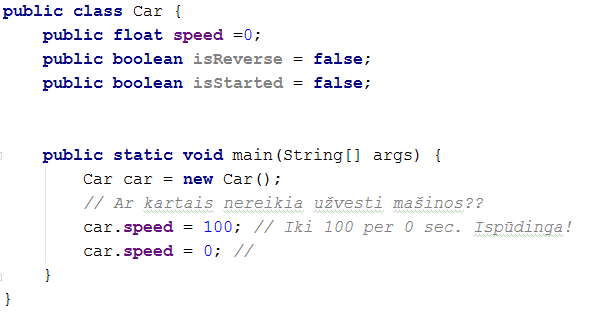 public class Car {
public float speed =0;
public boolean isReverse = false;
public boolean isStarted = false;
public static void main(String[] args) {
Car car = new Car();
// Ar kartais nereikia užvesti mašinos??
car.speed = 100; // Iki 100 per 0 sec. Ispūdinga!
car.speed = 0; //
}
}